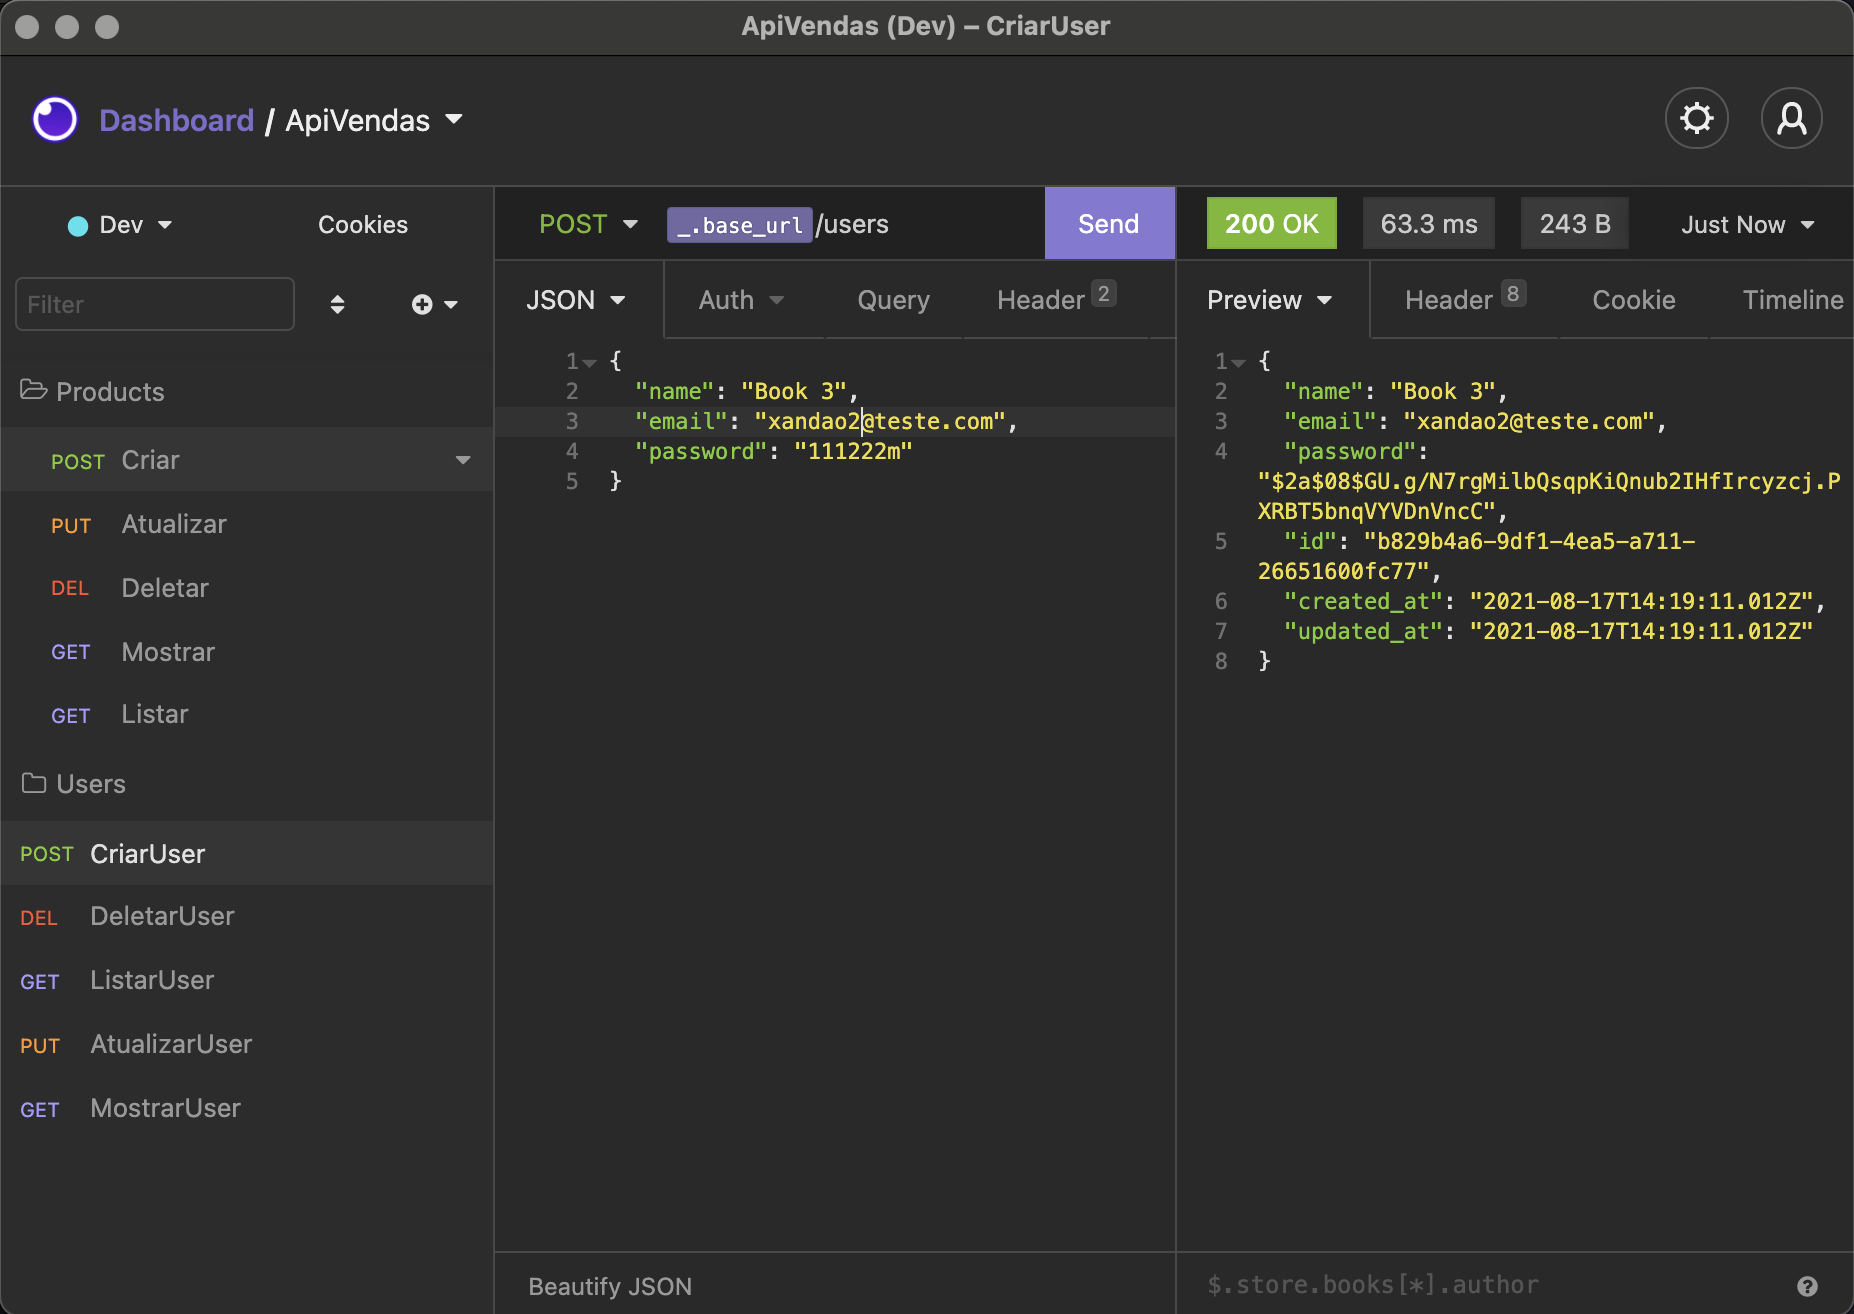 ApiVendas (Dev) – CriarUser
Dashboard / ApiVendas
Dev
Cookies
Filter
Products
POST Criar
PUT Atualizar
DEL Deletar
GET Mostrar
GET Listar
Users
POST CriarUser
DEL DeletarUser
GET ListarUser
PUT AtualizarUser
GET MostrarUser
POST _.base_url /users Send
JSON Auth Query Header 2
1 {
2 "name": "Book 3",
3 "email": "xandao2@teste.com",
4 "password": "111222m"
5 }
Beautify JSON
200 OK 63.3 ms 243 B Just Now
Preview Header 8 Cookie Timeline
1 {
2 "name": "Book 3",
3 "email": "xandao2@teste.com",
4 "password":
"$2a$08$GU.g/N7rgMilbQsqpKiQnub2IHfIrcyzcj.P
XRBT5bnqVYVDnVncC",
5 "id": "b829b4a6-9df1-4ea5-a711-
26651600fc77",
6 "created_at": "2021-08-17T14:19:11.012Z",
7 "updated_at": "2021-08-17T14:19:11.012Z"
8 }
$.store.books[*].author